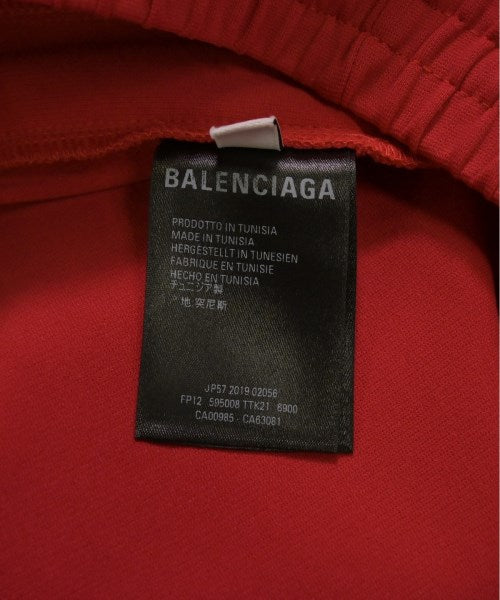 BALENCIAGA
PRODOTTO IN TUNISIA
MADE IN TUNISIA
HERGESTELLT IN TUNESIEN
FABRIQUE EN TUNISIE
HECHO EN TUNISIA
チュニジア製
地 突尼斯
JP57 2019 02056
FP12 595008 TTK21 6900
CA00985 - CA63081